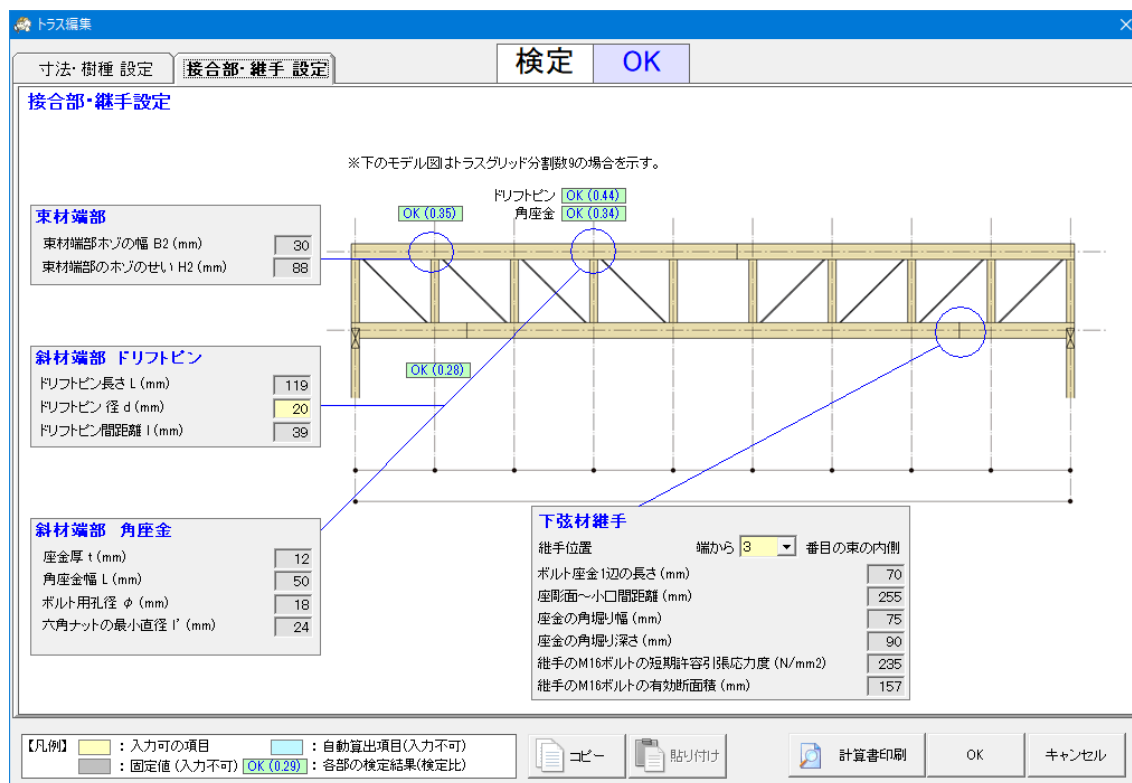 トラス編集
寸法・樹種 設定
接合部・継手 設定
検定 OK
接合部・継手設定
※下のモデル図はトラスグリッド分割数9の場合を示す。
ドリフトピン OK (0.44)
角座金 OK (0.34)
OK (0.35)
束材端部
束材端部ホゾの幅 B2 (mm) 30
束材端部のホゾのせい H2 (mm) 88
斜材端部 ドリフトピン
ドリフトピン長さ L (mm) 119
ドリフトピン 径 d (mm) 20
ドリフトピン間距離 l (mm) 39
OK (0.28)
斜材端部 角座金
座金厚 t (mm) 12
角座金幅 L (mm) 50
ボルト用孔径 φ (mm) 18
六角ナットの最小直径 l' (mm) 24
下弦材継手
継手位置 端から 3 番目の束の内側
ボルト座金1辺の長さ (mm) 70
座彫面～小口間距離 (mm) 255
座金の角堀り幅 (mm) 75
座金の角堀り深さ (mm) 90
継手のM16ボルトの短期許容引張応力度 (N/mm2) 235
継手のM16ボルトの有効断面積 (mm) 157
【凡例】 ：入力可の項目 ：自動算出項目(入力不可)
：固定値 (入力不可) OK (0.29) ：各部の検定結果(検定比)
コピー
貼り付け
計算書印刷
OK
キャンセル